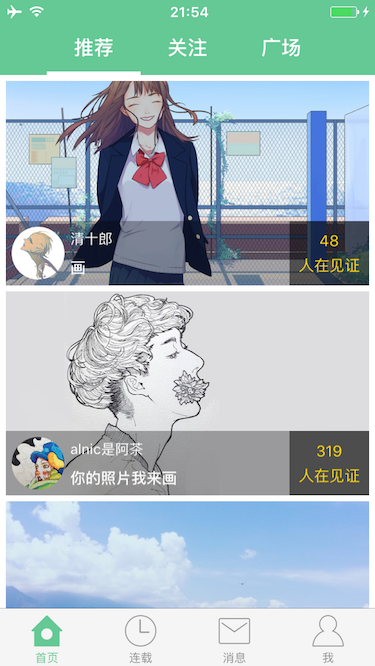 21:54
推荐 关注 广场
清十郎
画
48
人在见证
alnic是阿茶
你的照片我来画
319
人在见证
首页 连载 消息 我